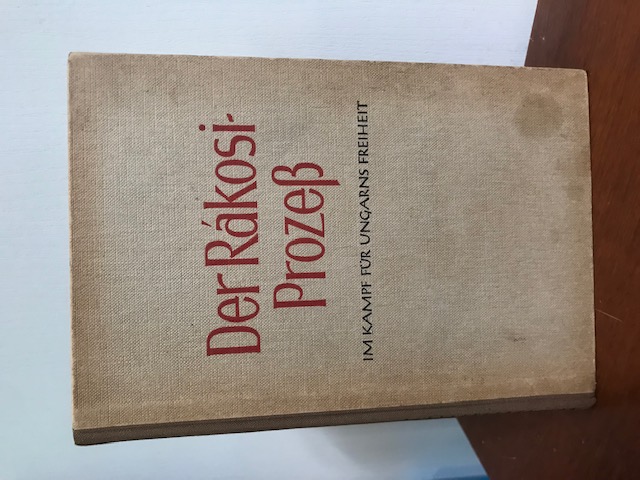 Der Rákosi-
Prozeß
IM KAMPF FÜR UNGARNS FREIHEIT